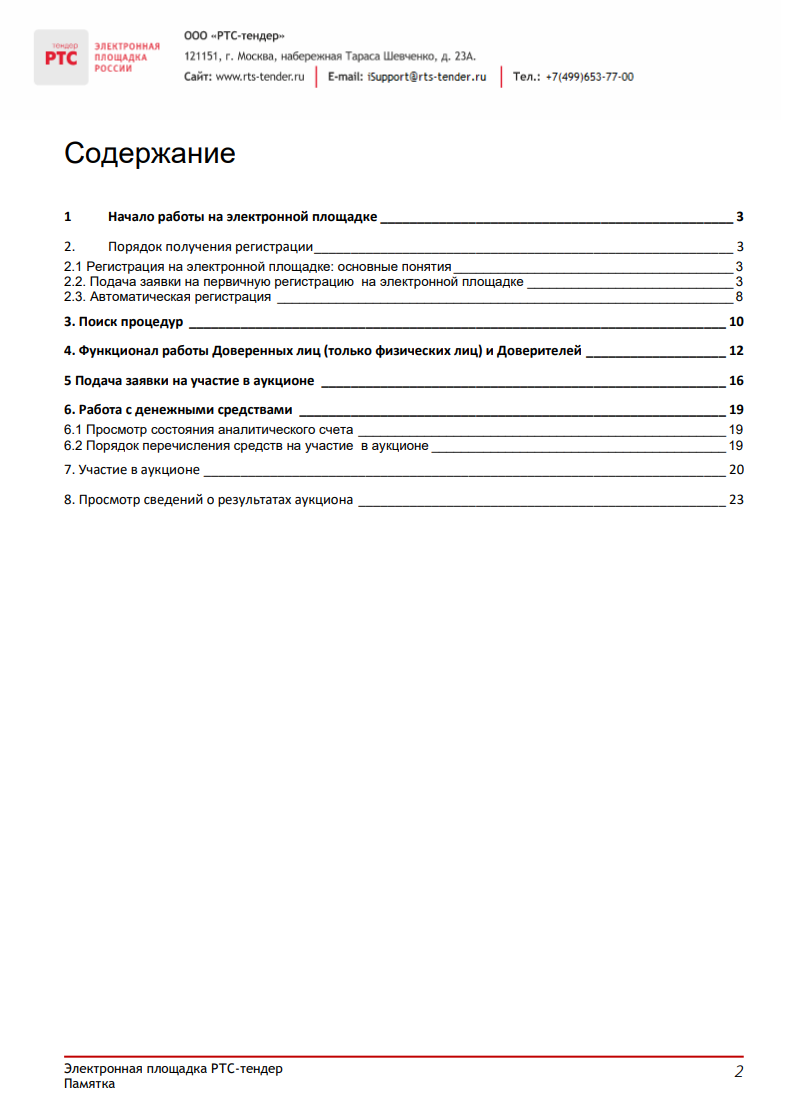 тендер
РТС
ЭЛЕКТРОННАЯ
ПЛОЩАДКА
РОССИИ
ООО «РТС-тендер»
121151, г. Москва, набережная Тараса Шевченко, д. 23А.
Сайт: www.rts-tender.ru | E-mail: iSupport@rts-tender.ru | Тел.: +7(499)653-77-00
Содержание
1 Начало работы на электронной площадке 3
2. Порядок получения регистрации 3
2.1 Регистрация на электронной площадке: основные понятия 3
2.2. Подача заявки на первичную регистрацию на электронной площадке 3
2.3. Автоматическая регистрация 8
3. Поиск процедур 10
4. Функционал работы Доверенных лиц (только физических лиц) и Доверителей 12
5 Подача заявки на участие в аукционе 16
6. Работа с денежными средствами 19
6.1 Просмотр состояния аналитического счета 19
6.2 Порядок перечисления средств на участие в аукционе 19
7. Участие в аукционе 20
8. Просмотр сведений о результатах аукциона 23
Электронная площадка РТС-тендер 2
Памятка